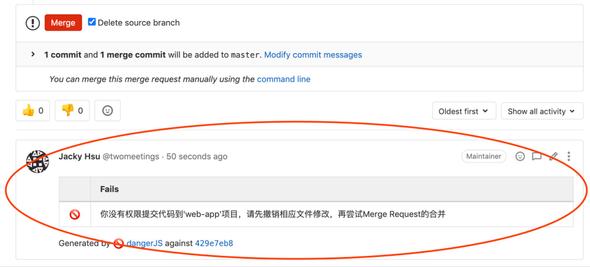 Merge Delete source branch
1 commit and 1 merge commit will be added to master. Modify commit messages
You can merge this merge request manually using the command line
0 0 Oldest first Show all activity
Jacky Hsu @twomeetings · 50 seconds ago Maintainer
Fails
你没有权限提交代码到'web-app'项目，请先撤销相应文件修改，再尝试Merge Request的合并
Generated by 🚫 dangerJS against 429e7eb8